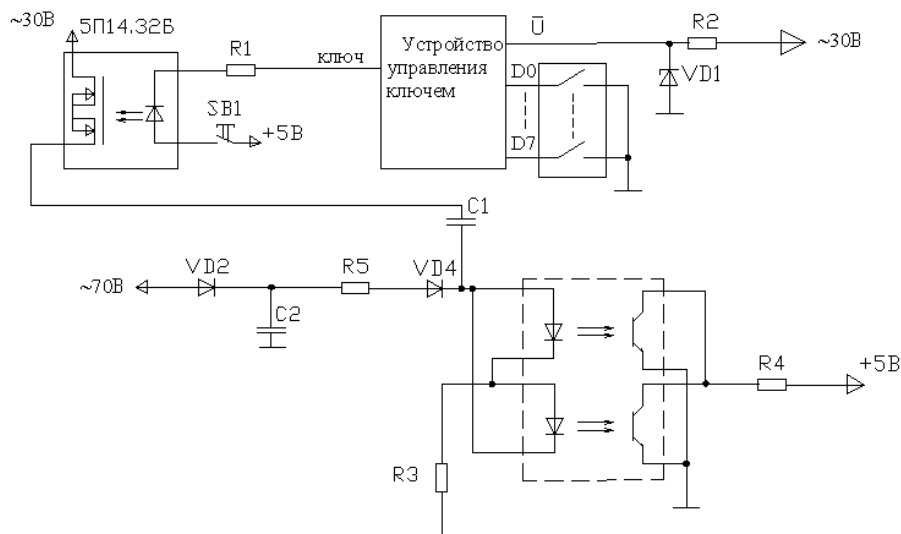 ~30В
5П14.32Б
R1
ключ
Устройство
управления
ключем
U̅
R2
~30В
VD1
D0
D7
SB1
+5В
C1
VD2
R5
VD4
~70В
C2
R4
+5В
R3